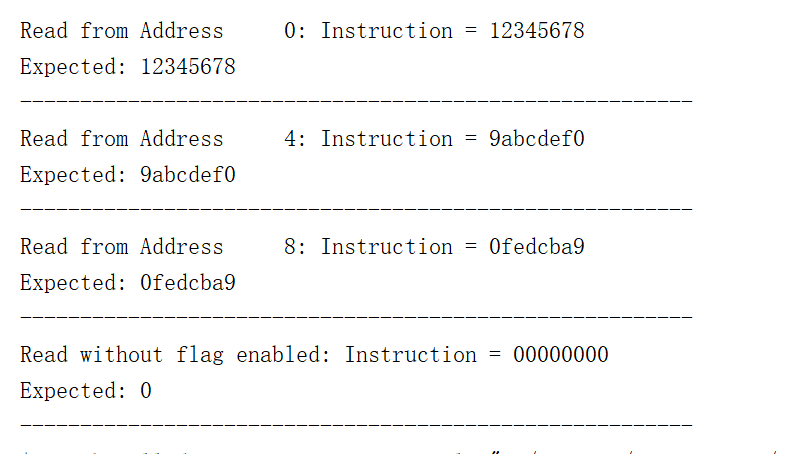 Read from Address     0: Instruction = 12345678
Expected: 12345678
--------------------------------------------------------
Read from Address     4: Instruction = 9abcdef0
Expected: 9abcdef0
--------------------------------------------------------
Read from Address     8: Instruction = 0fedcba9
Expected: 0fedcba9
--------------------------------------------------------
Read without flag enabled: Instruction = 00000000
Expected: 0
--------------------------------------------------------